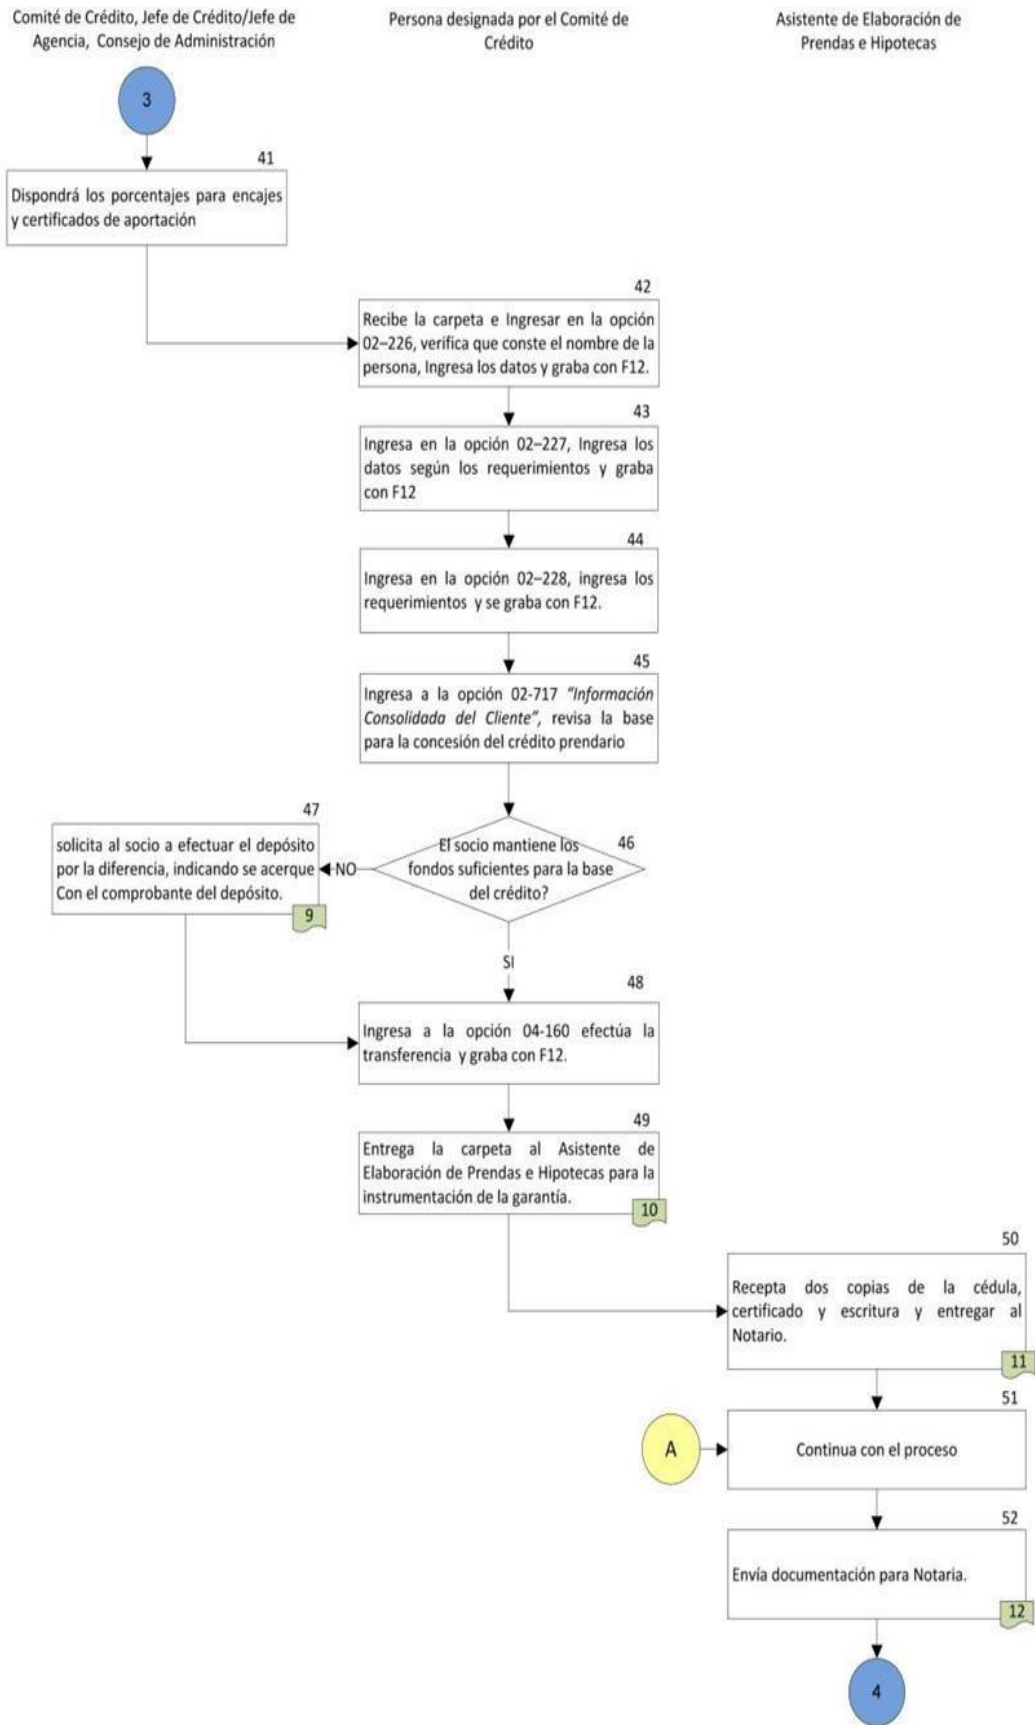 Comité de Crédito, Jefe de Crédito/Jefe de
Agencia, Consejo de Administración
Persona designada por el Comité de
Crédito
Asistente de Elaboración de
Prendas e Hipotecas
3
41
Dispondrá los porcentajes para encajes
y certificados de aportación
42
Recibe la carpeta e Ingresar en la opción
02–226, verifica que conste el nombre de la
persona, Ingresa los datos y graba con F12.
43
Ingresa en la opción 02–227, Ingresa los
datos según los requerimientos y graba
con F12
44
Ingresa en la opción 02–228, ingresa los
requerimientos y se graba con F12.
45
Ingresa a la opción 02-717 “Información
Consolidada del Cliente”, revisa la base
para la concesión del crédito prendario
46
El socio mantiene los
fondos suficientes para la base
del crédito?
NO
47
solicita al socio a efectuar el depósito
por la diferencia, indicando se acerque
Con el comprobante del depósito.
9
SI
48
Ingresa a la opción 04-160 efectúa la
transferencia y graba con F12.
49
Entrega la carpeta al Asistente de
Elaboración de Prendas e Hipotecas para la
instrumentación de la garantía.
10
50
Recepta dos copias de la cédula,
certificado y escritura y entregar al
Notario.
11
51
A
Continua con el proceso
52
Envía documentación para Notaria.
12
4